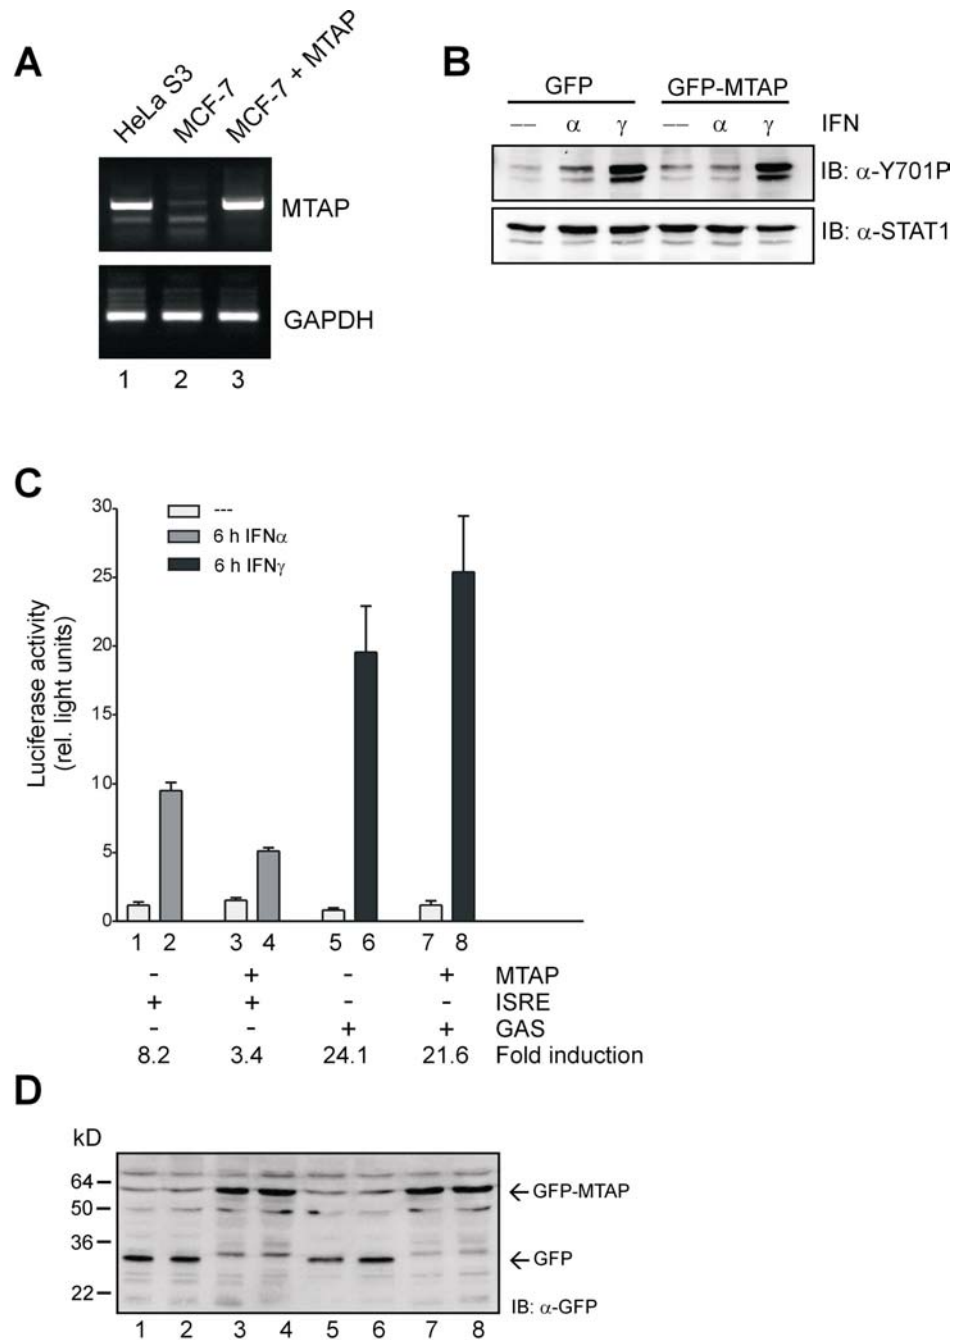 A
HeLa S3
MCF-7
MCF-7 + MTAP
MTAP
GAPDH
1 2 3
B
GFP GFP-MTAP
-- α γ -- α γ IFN
IB: α-Y701P
IB: α-STAT1
C
30
25
20
15
10
5
0
Luciferase activity
(rel. light units)
---
6 h IFNα
6 h IFNγ
1 2 3 4 5 6 7 8
- + - + MTAP
+ + - - ISRE
- - + + GAS
8.2 3.4 24.1 21.6 Fold induction
D
kD
64
50
36
22
←GFP-MTAP
←GFP
IB: α-GFP
1 2 3 4 5 6 7 8